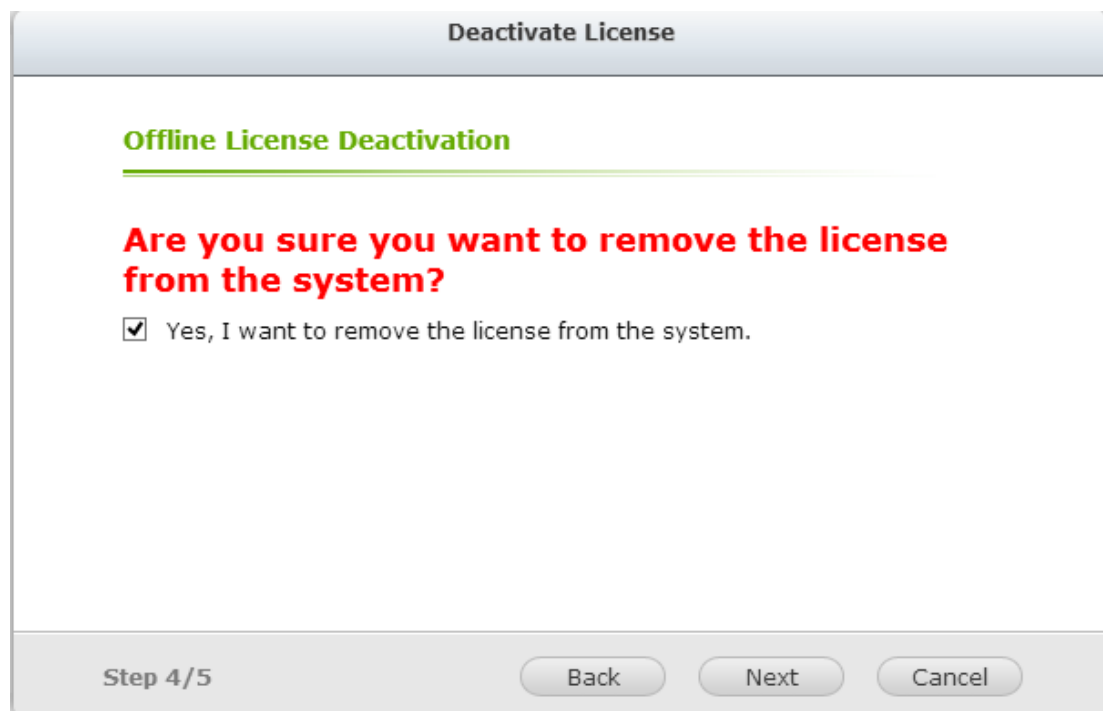 Deactivate License
Offline License Deactivation
Are you sure you want to remove the license
from the system?
Yes, I want to remove the license from the system.
Step 4/5
Back
Next
Cancel